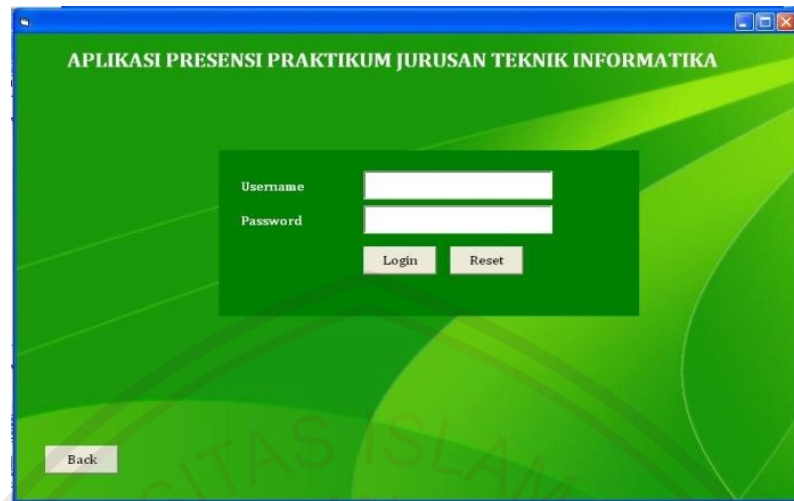 APLIKASI PRESENSI PRAKTIKUM JURUSAN TEKNIK INFORMATIKA
Username
Password
Login Reset
Back